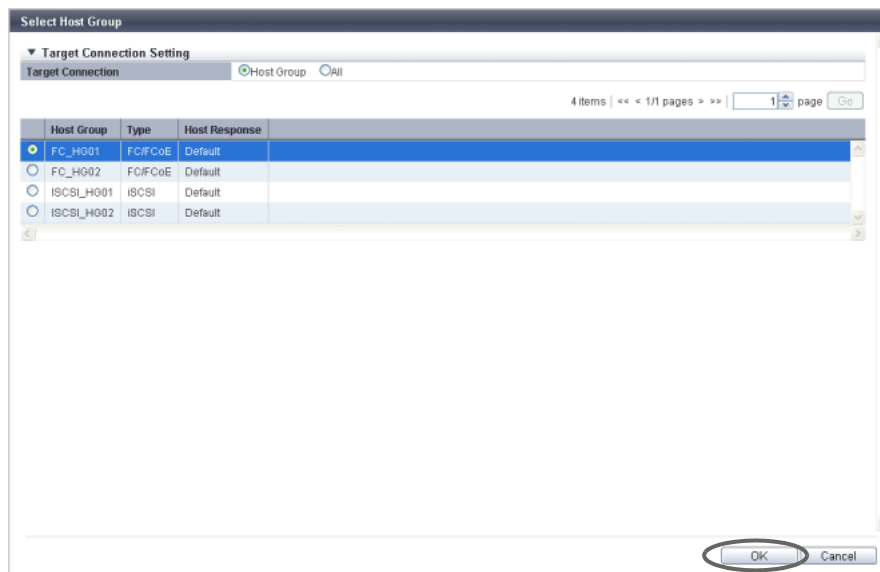 Select Host Group
▼ Target Connection Setting
Target Connection Host Group All
4 items | << < 1/1 pages > >> | 1 page Go
Host Group Type Host Response
FC_HG01 FC/FCoE Default
FC_HG02 FC/FCoE Default
ISCSI_HG01 iSCSI Default
ISCSI_HG02 iSCSI Default
OK Cancel